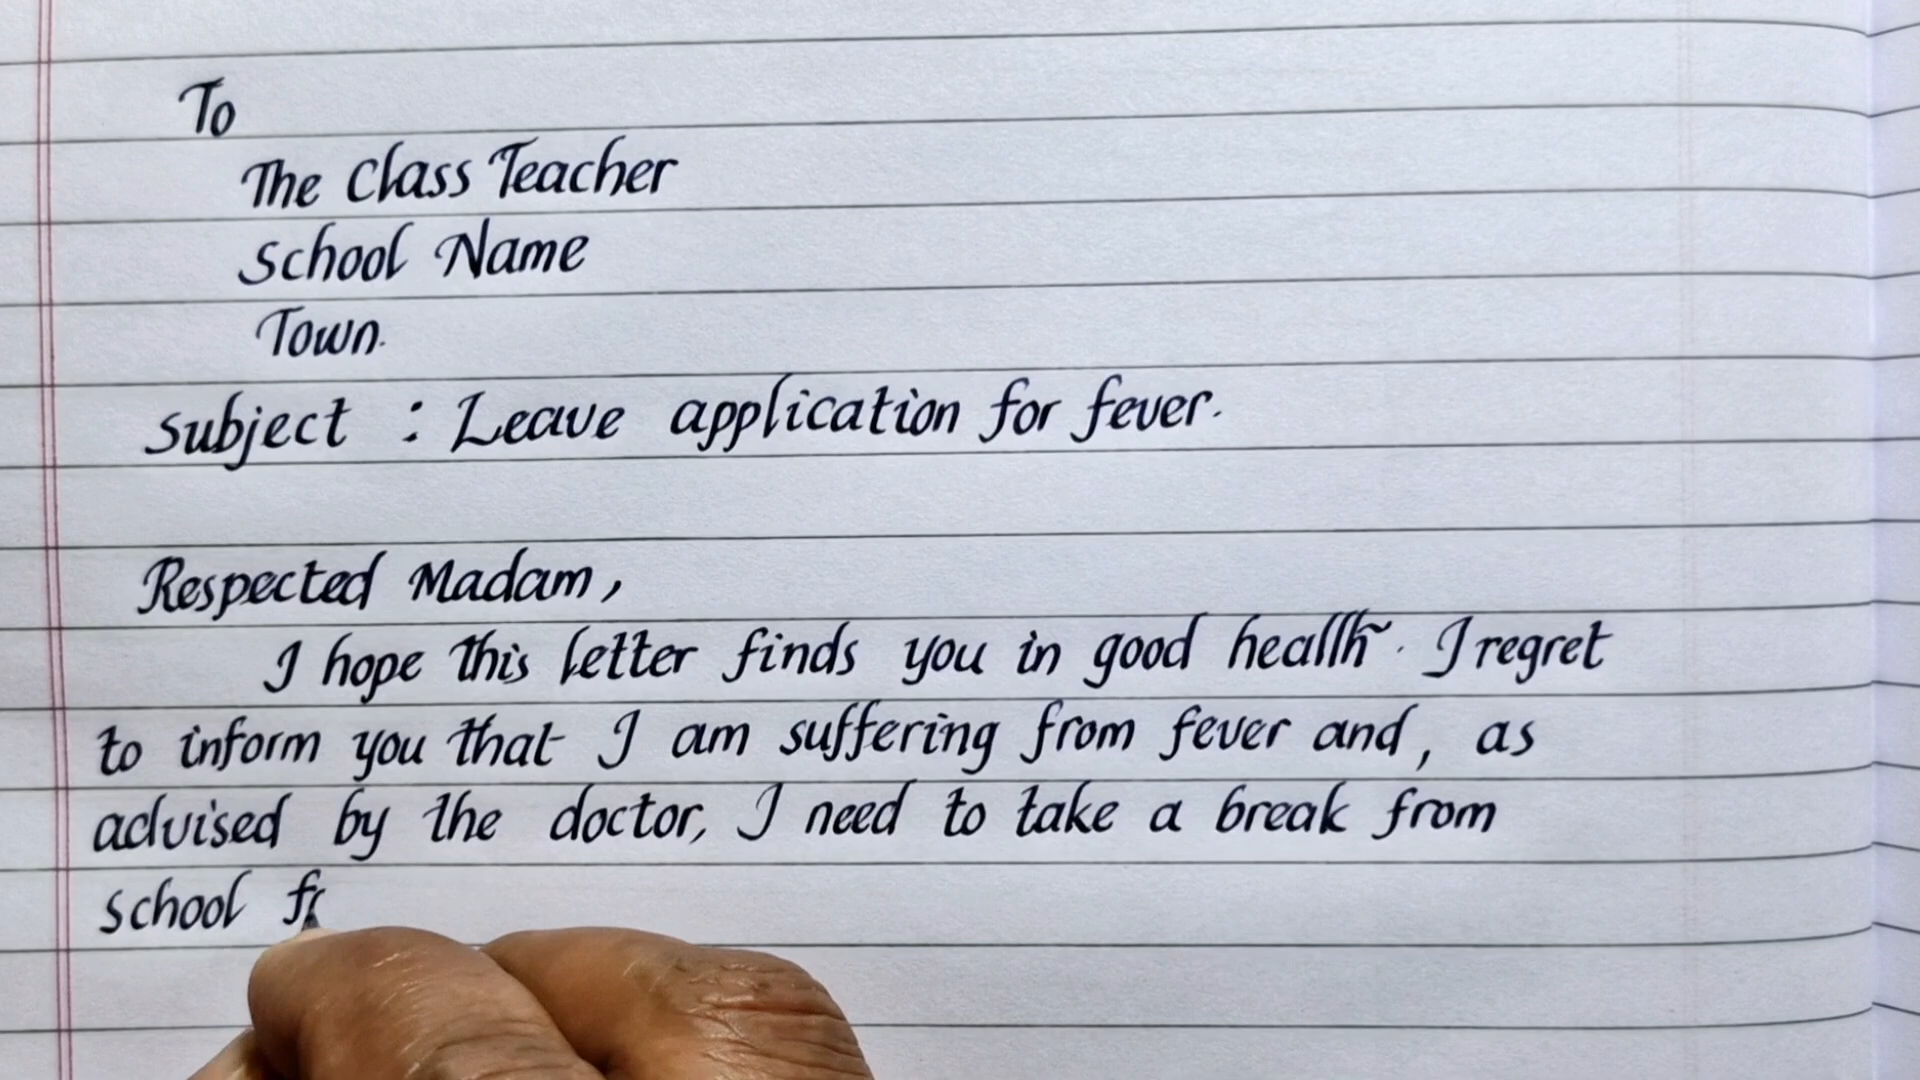 To
The Class Teacher
School Name
Town.
Subject : Leave application for fever.
Respected Madam,
I hope this letter finds you in good health. I regret
to inform you that I am suffering from fever and, as
advised by the doctor, I need to take a break from
school fr